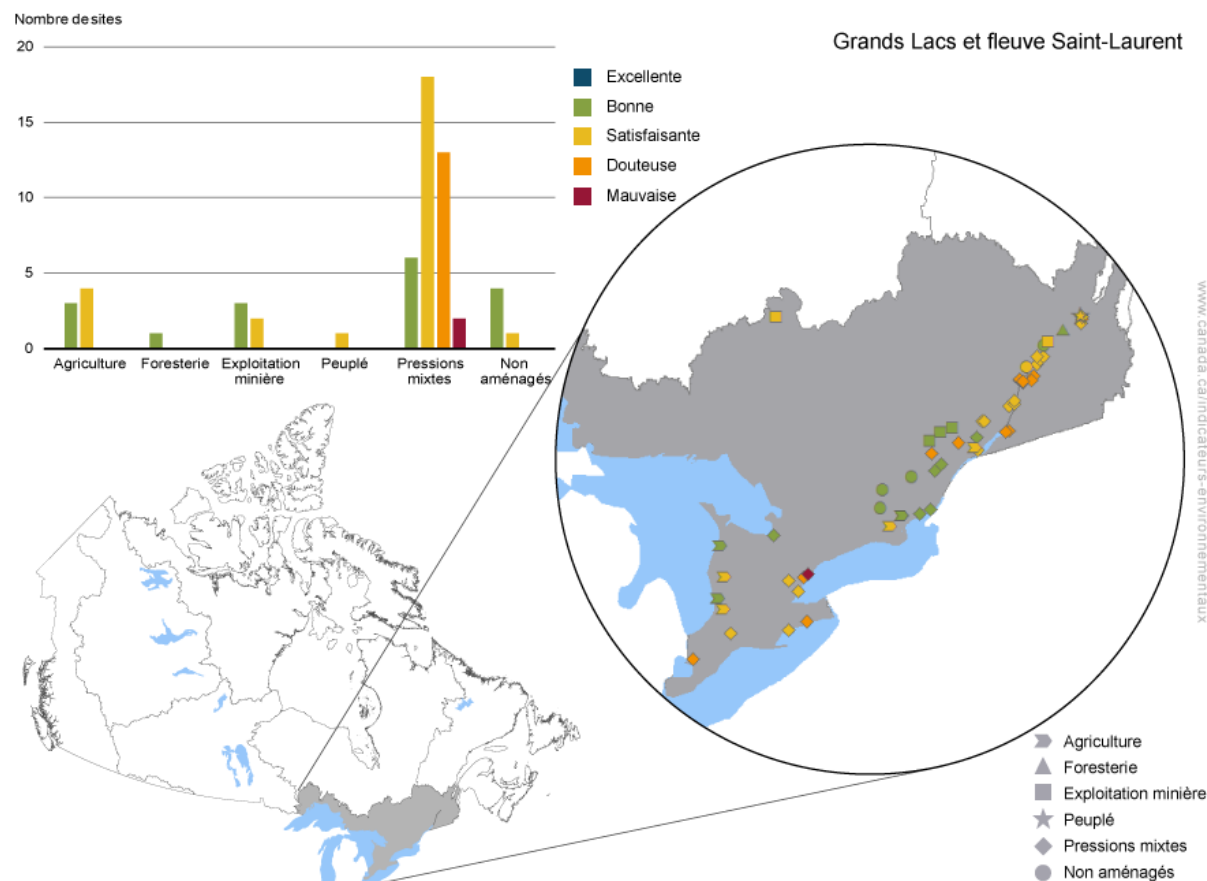 Nombre de sites
Grands Lacs et fleuve Saint-Laurent
20
15
10
5
0
Agriculture
Foresterie
Exploitation
minière
Peuplé
Pressions
mixtes
Non
aménagés
Excellente
Bonne
Satisfaisante
Douteuse
Mauvaise
www.canada.ca/indicateurs-environnementaux
Agriculture
Foresterie
Exploitation minière
Peuplé
Pressions mixtes
Non aménagés